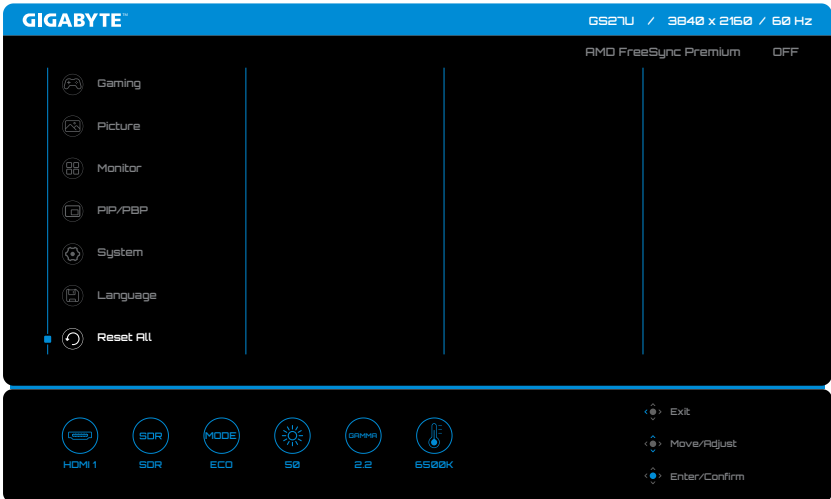 GIGABYTE™
GS27U / 3840 x 2160 / 60 Hz
AMD FreeSync Premium OFF
Gaming
Picture
Monitor
PIP/PBP
System
Language
Reset All
SDR
MODE
GAMMA
HDMI 1
SDR
ECO
50
2.2
6500K
Exit
Move/Adjust
Enter/Confirm